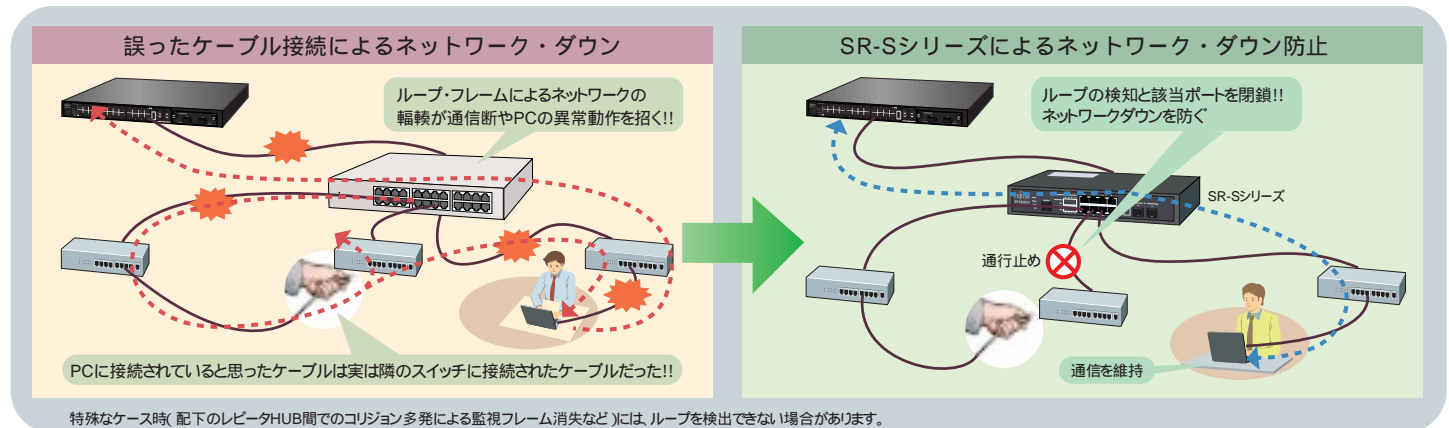 誤ったケーブル接続によるネットワーク・ダウン
ループ・フレームによるネットワークの
輻輳が通信断やPCの異常動作を招く!!
PCに接続されていると思ったケーブルは実は隣のスイッチに接続されたケーブルだった!!
SR-Sシリーズによるネットワーク・ダウン防止
ループの検知と該当ポートを閉鎖!!
ネットワークダウンを防ぐ
SR-Sシリーズ
通行止め
通信を維持
特殊なケース時(配下のレピータHUB間でのコリジョン多発による監視フレーム消失など)には、ループを検出できない場合があります。